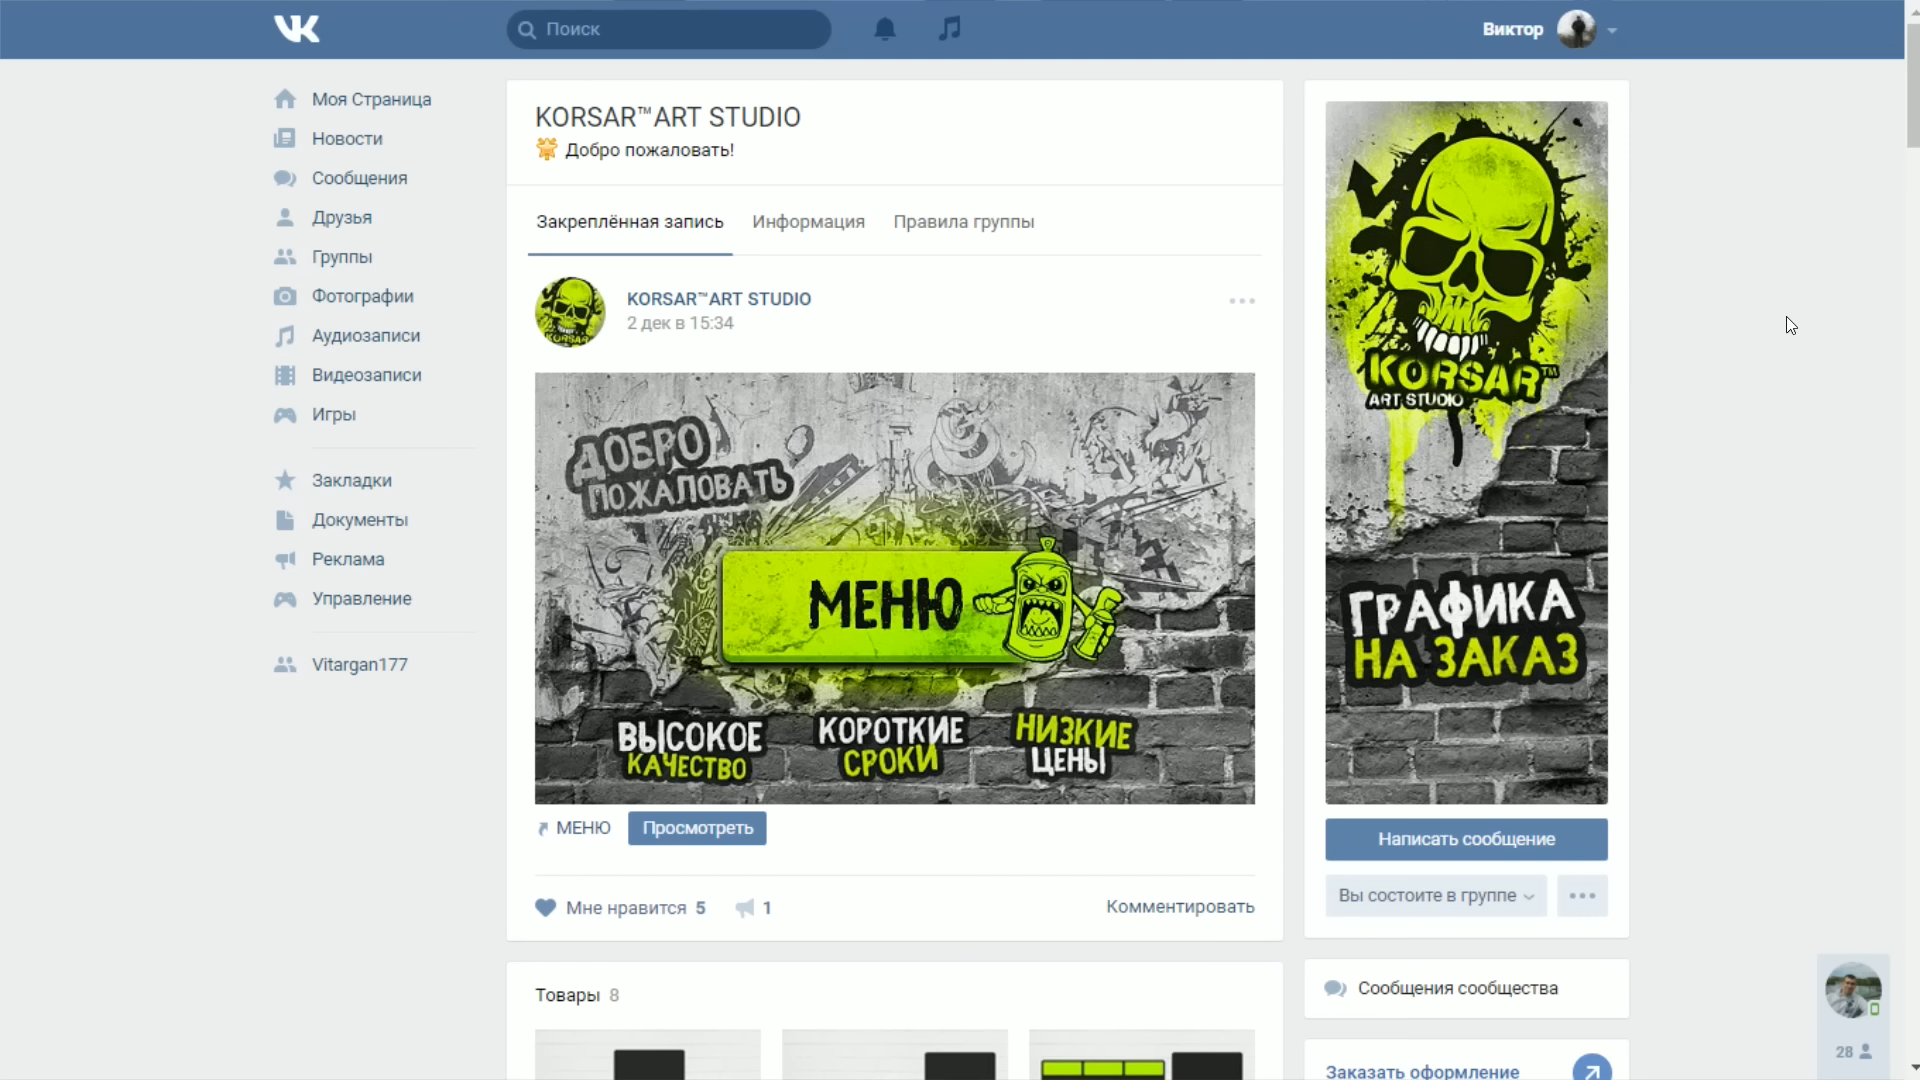 Поиск
Виктор
Моя Страница
Новости
Сообщения
Друзья
Группы
Фотографии
Аудиозаписи
Видеозаписи
Игры
Закладки
Документы
Реклама
Управление
Vitargan177
KORSAR™ART STUDIO
Добро пожаловать!
Закреплённая запись
Информация
Правила группы
KORSAR
KORSAR™ART STUDIO
2 дек в 15:34
ДОБРО
ПОЖАЛОВАТЬ
МЕНЮ
ВЫСОКОЕ
КАЧЕСТВО
КОРОТКИЕ
СРОКИ
НИЗКИЕ
ЦЕНЫ
МЕНЮ
Просмотреть
Мне нравится 5
1
Комментировать
Товары 8
KORSAR™
ART STUDIO
ГРАФИКА
НА ЗАКАЗ
Написать сообщение
Вы состоите в группе
Сообщения сообщества
Заказать оформление
28